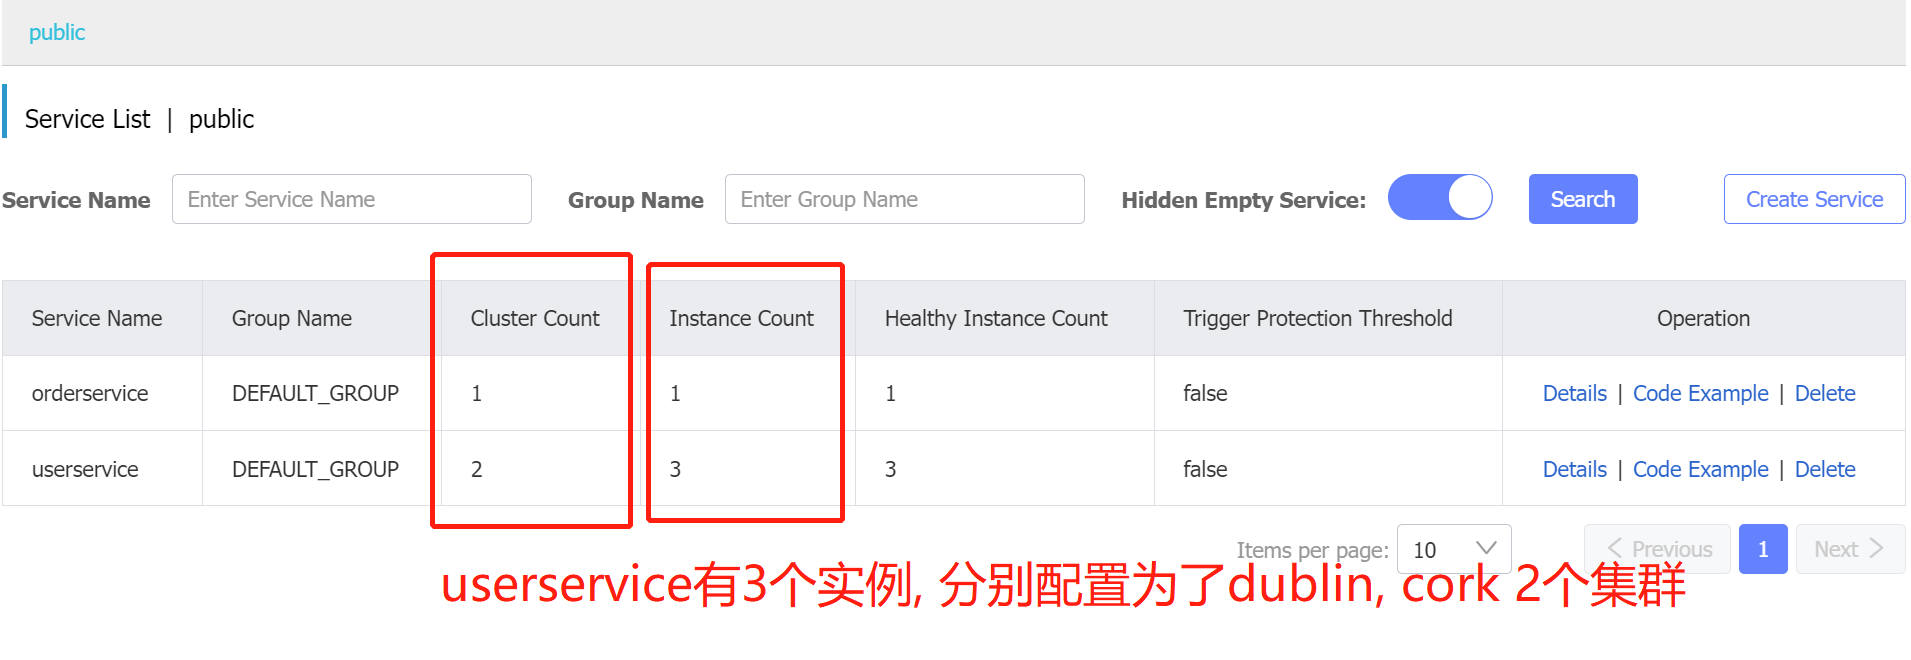 public
Service List | public
Service Name Enter Service Name Group Name Enter Group Name Hidden Empty Service: Search Create Service
Service Name Group Name Cluster Count Instance Count Healthy Instance Count Trigger Protection Threshold Operation
orderservice DEFAULT_GROUP 1 1 1 false Details | Code Example | Delete
userservice DEFAULT_GROUP 2 3 3 false Details | Code Example | Delete
Items per page: 10 Previous 1 Next
userservice有3个实例, 分别配置为了dublin, cork 2个集群